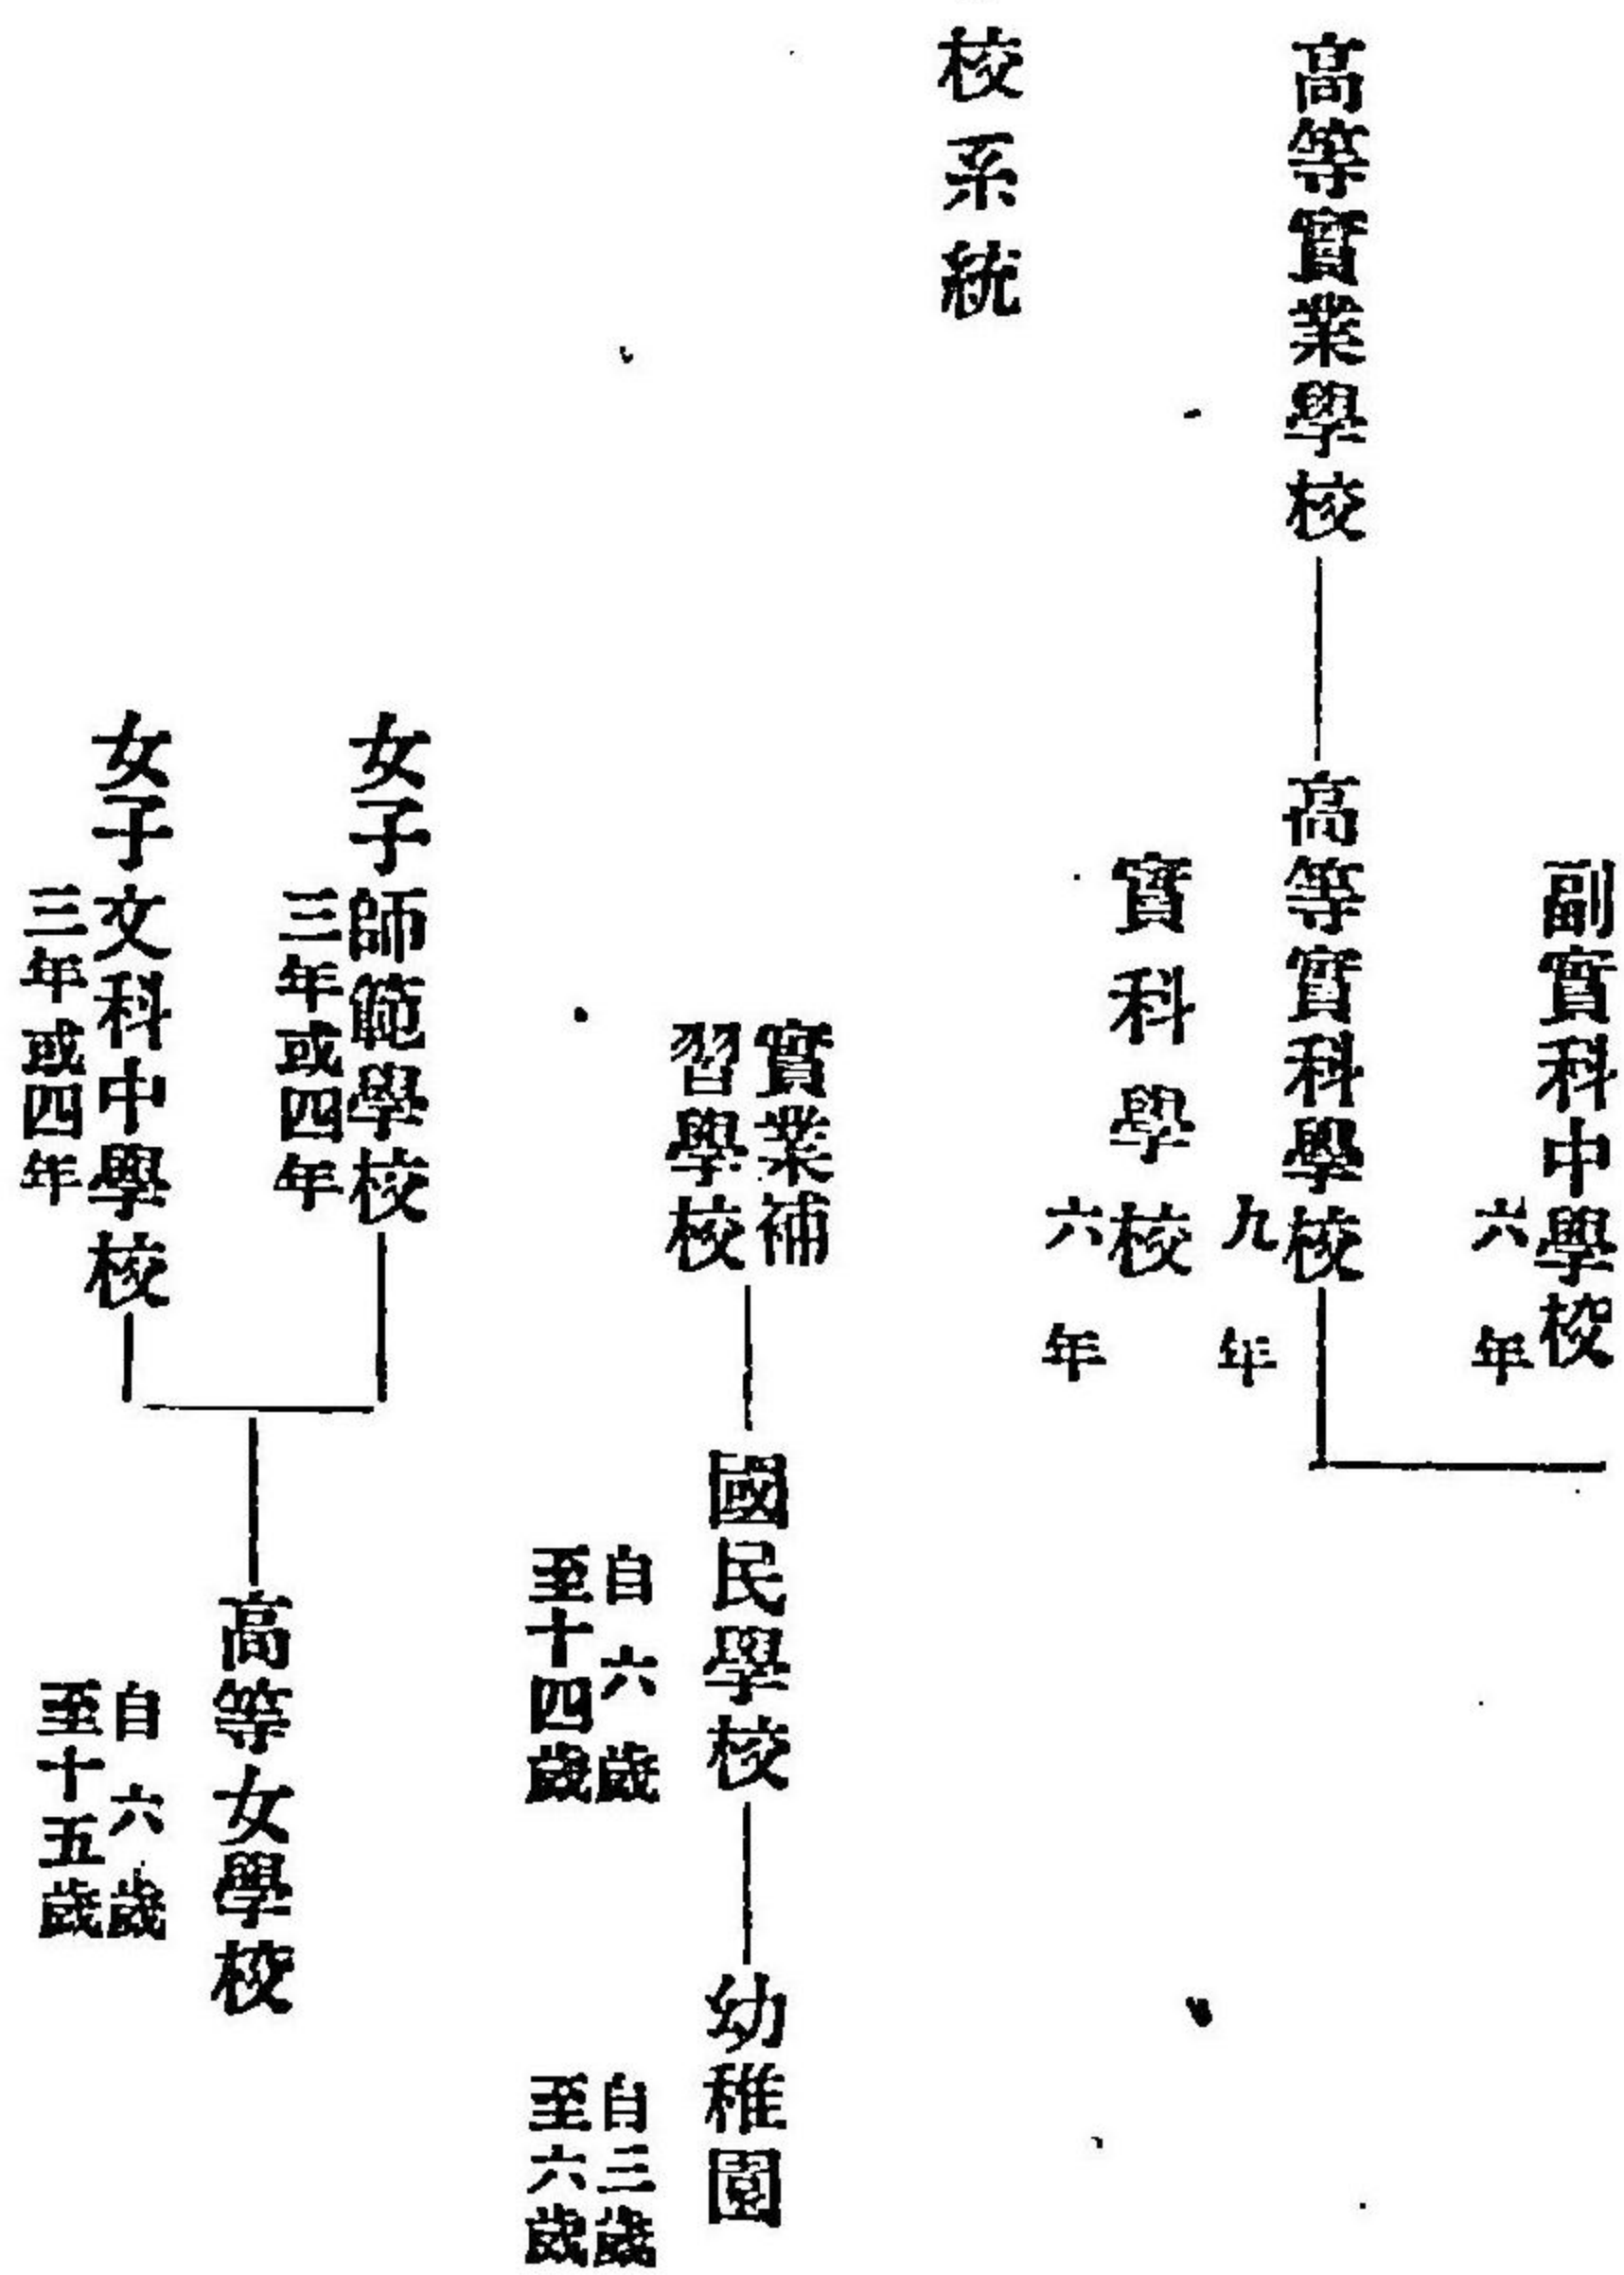 副實科中學校
六年
高等實業學校
高等實科學校
九年
實科學校
六年
校系統
實業補
習學校
國民學校
自六歲
至十四歲
幼稚園
自三歲
至六歲
女子師範學校
三年或四年
女子文科中學校
三年或四年
高等女學校
自六歲
至十五歲